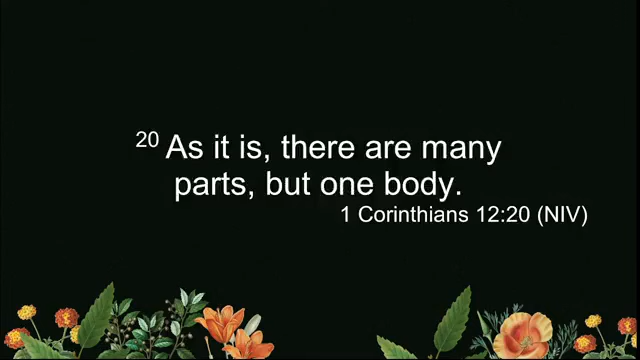 20 As it is, there are many
parts, but one body.
1 Corinthians 12:20 (NIV)